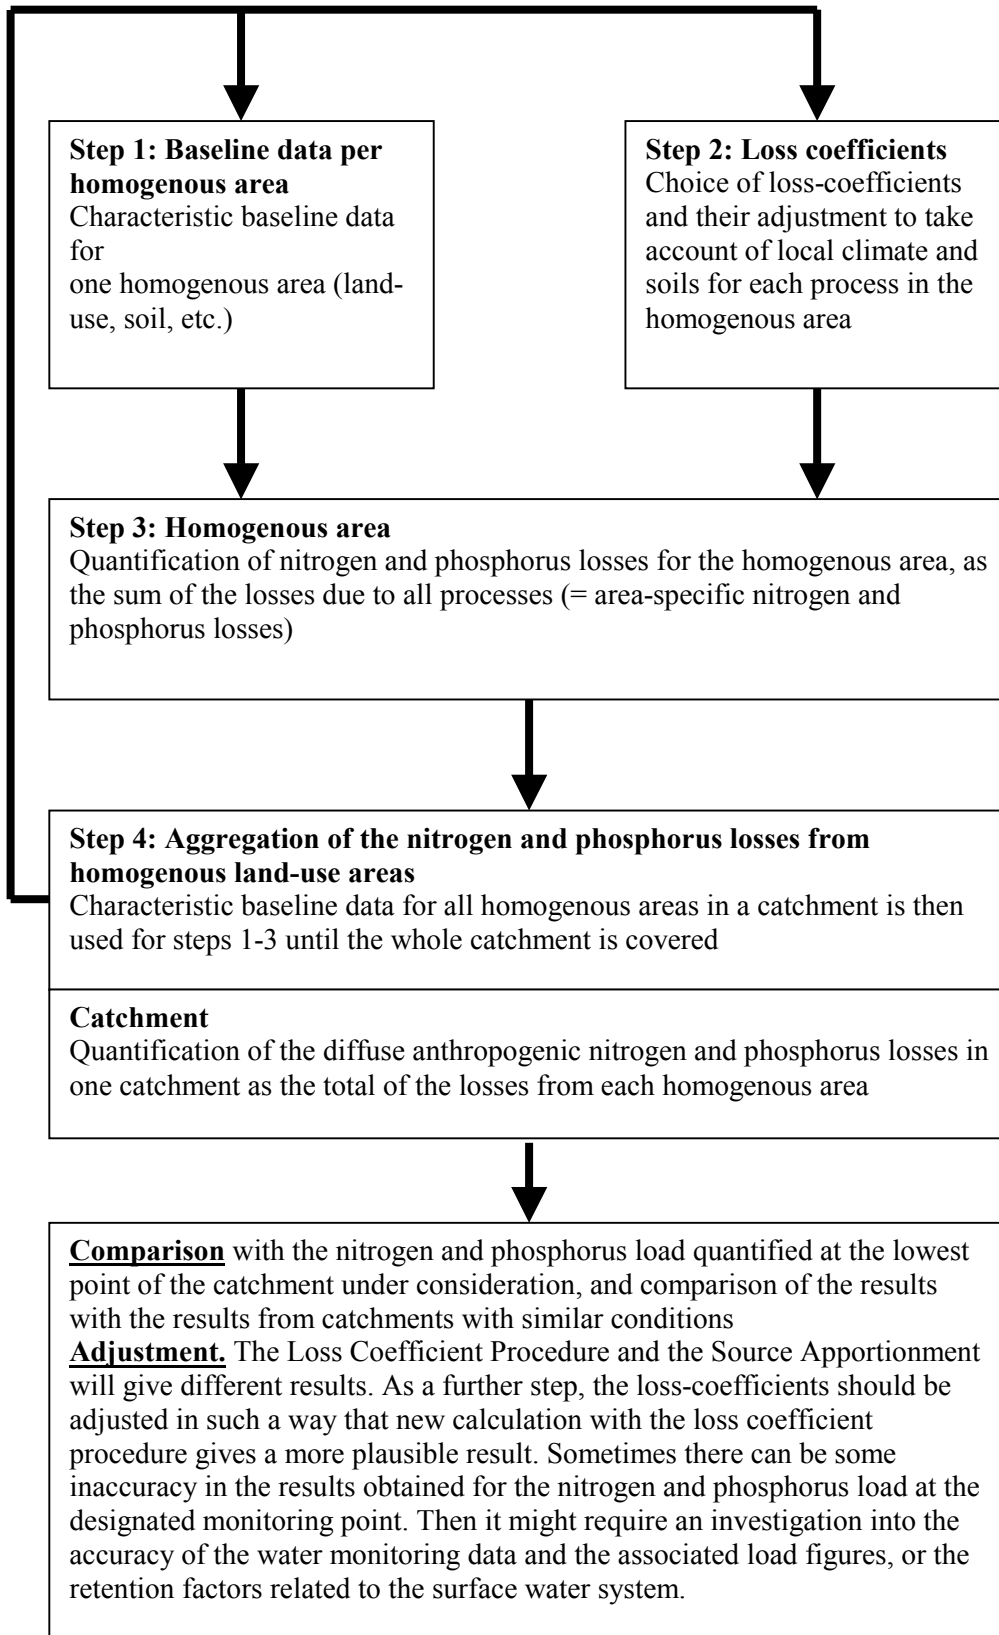 Step 1: Baseline data per
homogenous area
Characteristic baseline data
for
one homogenous area (land-
use, soil, etc.)
Step 2: Loss coefficients
Choice of loss-coefficients
and their adjustment to take
account of local climate and
soils for each process in the
homogenous area
Step 3: Homogenous area
Quantification of nitrogen and phosphorus losses for the homogenous area, as
the sum of the losses due to all processes (= area-specific nitrogen and
phosphorus losses)
Step 4: Aggregation of the nitrogen and phosphorus losses from
homogenous land-use areas
Characteristic baseline data for all homogenous areas in a catchment is then
used for steps 1-3 until the whole catchment is covered
Catchment
Quantification of the diffuse anthropogenic nitrogen and phosphorus losses in
one catchment as the total of the losses from each homogenous area
Comparison with the nitrogen and phosphorus load quantified at the lowest
point of the catchment under consideration, and comparison of the results
with the results from catchments with similar conditions
Adjustment. The Loss Coefficient Procedure and the Source Apportionment
will give different results. As a further step, the loss-coefficients should be
adjusted in such a way that new calculation with the loss coefficient
procedure gives a more plausible result. Sometimes there can be some
inaccuracy in the results obtained for the nitrogen and phosphorus load at the
designated monitoring point. Then it might require an investigation into the
accuracy of the water monitoring data and the associated load figures, or the
retention factors related to the surface water system.